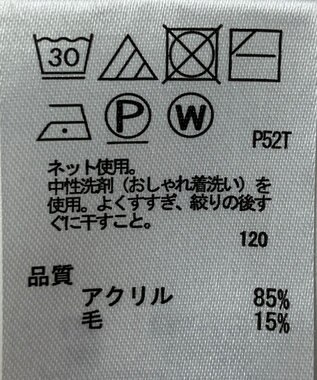 30
P W
P52T
ネット使用。
中性洗剤（おしゃれ着洗い）を
使用。よくすすぎ、絞りの後す
ぐに干すこと。
120
品質
アクリル 85%
毛 15%